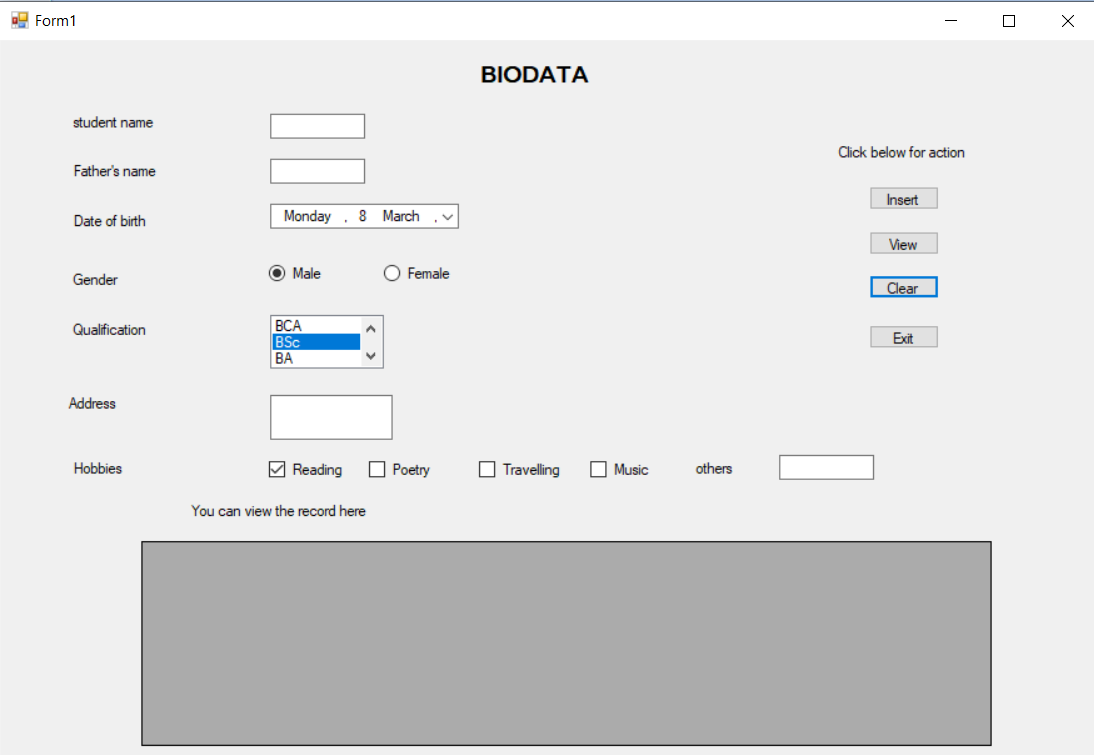 Form1
BIODATA
student name
Click below for action
Father's name
Insert
Date of birth
Monday , 8 March ,
View
Gender
Male Female
Clear
Qualification
BCA
BSc
BA
Exit
Address
Hobbies
Reading Poetry Travelling Music others
You can view the record here